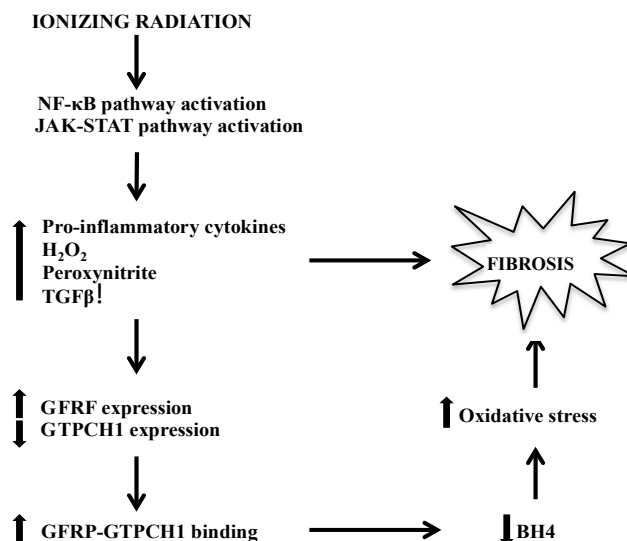 IONIZING RADIATION
NF-κB pathway activation
JAK-STAT pathway activation
Pro-inflammatory cytokines
H₂O₂
Peroxynitrite
TGFβ!
FIBROSIS
GFRF expression
GTPCH1 expression
Oxidative stress
GFRP-GTPCH1 binding
BH4